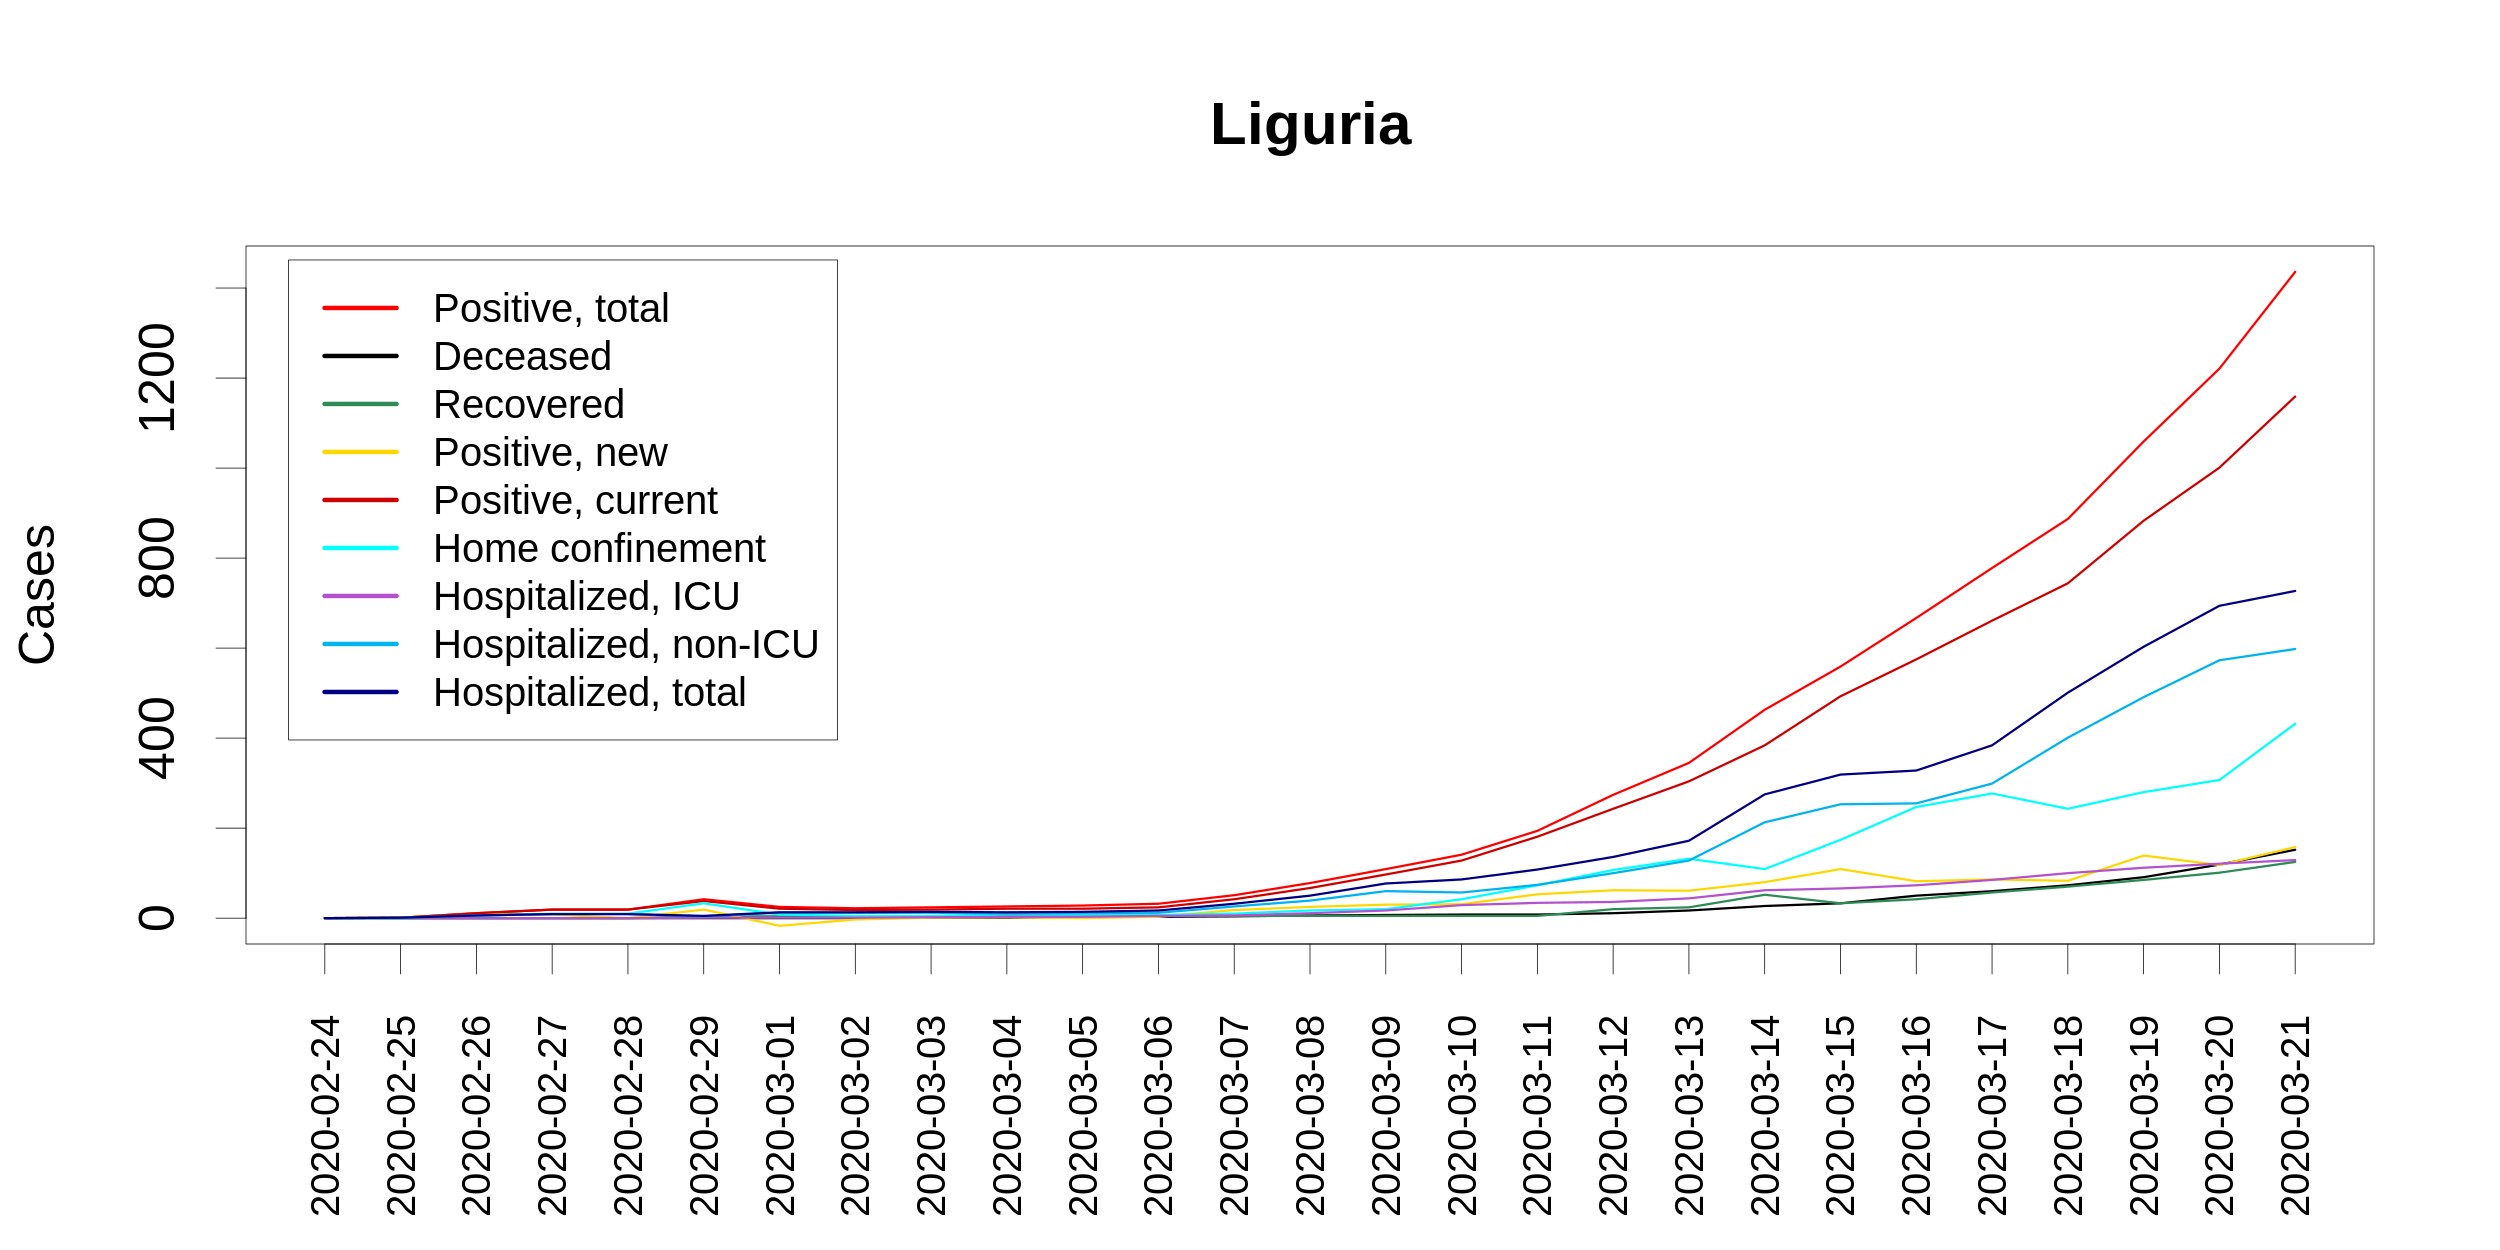 Liguria
Positive, total
Deceased
Recovered
Positive, new
Positive, current
Home confinement
Hospitalized, ICU
Hospitalized, non-ICU
Hospitalized, total
Cases
0
400
800
1200
2020-02-24
2020-02-25
2020-02-26
2020-02-27
2020-02-28
2020-02-29
2020-03-01
2020-03-02
2020-03-03
2020-03-04
2020-03-05
2020-03-06
2020-03-07
2020-03-08
2020-03-09
2020-03-10
2020-03-11
2020-03-12
2020-03-13
2020-03-14
2020-03-15
2020-03-16
2020-03-17
2020-03-18
2020-03-19
2020-03-20
2020-03-21